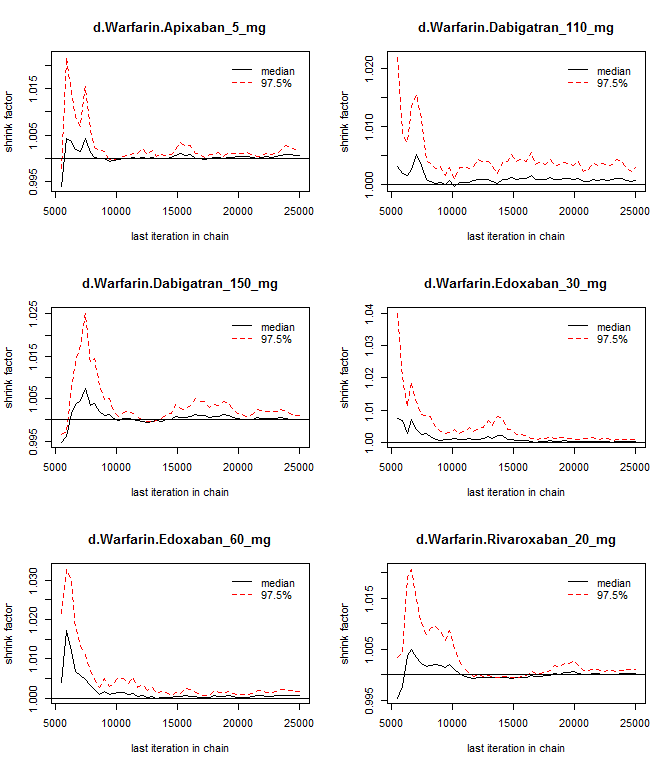 d.Warfarin.Apixaban_5_mg
shrink factor
0.995 1.005 1.015
median
97.5%
5000 10000 15000 20000 25000
last iteration in chain
d.Warfarin.Dabigatran_110_mg
shrink factor
1.000 1.010 1.020
median
97.5%
5000 10000 15000 20000 25000
last iteration in chain
d.Warfarin.Dabigatran_150_mg
shrink factor
0.995 1.005 1.015 1.025
median
97.5%
5000 10000 15000 20000 25000
last iteration in chain
d.Warfarin.Edoxaban_30_mg
shrink factor
1.00 1.01 1.02 1.03 1.04
median
97.5%
5000 10000 15000 20000 25000
last iteration in chain
d.Warfarin.Edoxaban_60_mg
shrink factor
1.000 1.010 1.020 1.030
median
97.5%
5000 10000 15000 20000 25000
last iteration in chain
d.Warfarin.Rivaroxaban_20_mg
shrink factor
0.995 1.005 1.015
median
97.5%
5000 10000 15000 20000 25000
last iteration in chain